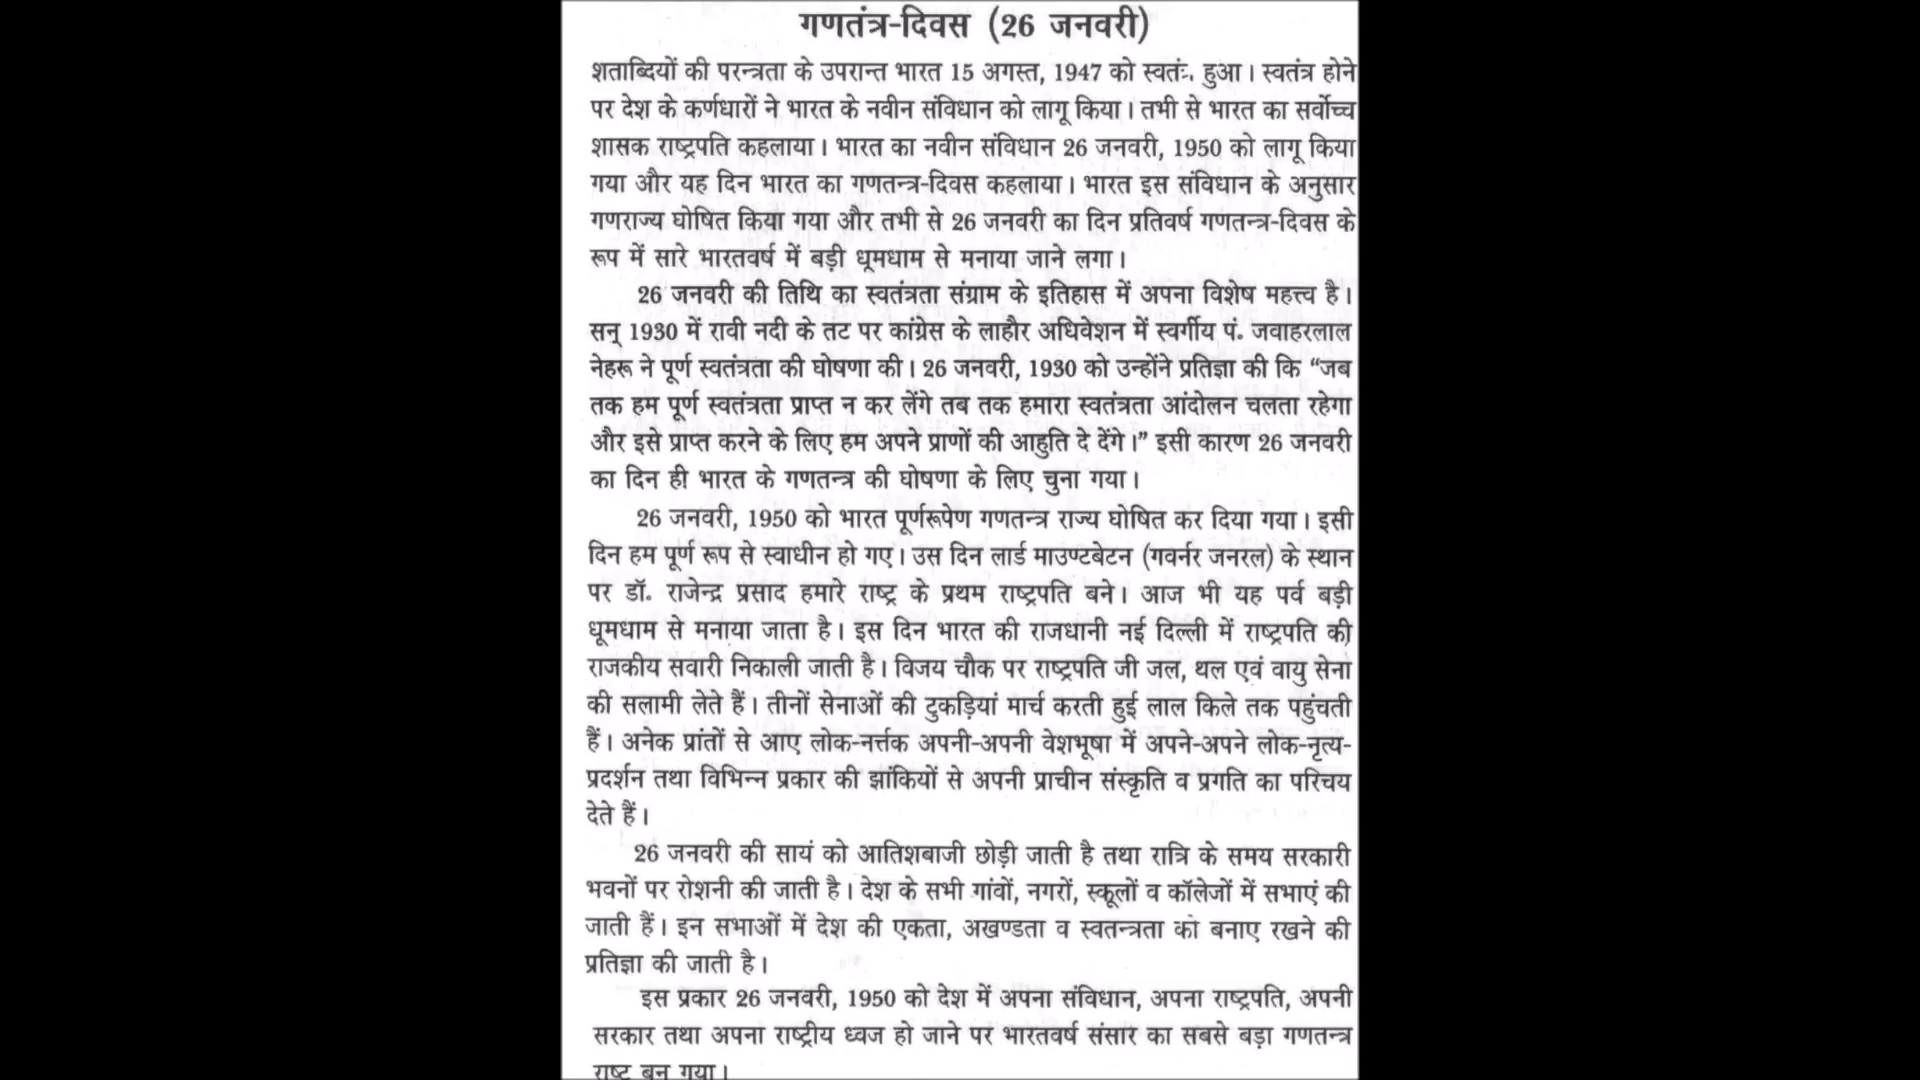 गणतंत्र-दिवस (26 जनवरी)
शताब्दियों की परन्त्रता के उपरान्त भारत 15 अगस्त, 1947 को हुआ। स्वतंत्र होने
पर देश के कर्णधारों ने भारत के नवीन संविधान को लागू किया। तभी से भारत का सर्वोच्च
शासक राष्ट्रपति कहलाया। भारत का नवीन संविधान 26 जनवरी, 1950 को लागू किया
गया और यह दिन भारत का गणतन्त्र-दिवस कहलाया। भारत इस संविधान के अनुसार
गणराज्य घोषित किया गया और तभी से 26 जनवरी का दिन प्रतिवर्ष गणतन्त्र-दिवस के
रूप में सारे भारतवर्ष में बड़ी धूमधाम से मनाया जाने लगा।
26 जनवरी की तिथि का स्वतंत्रता संग्राम के इतिहास में अपना विशेष महत्त्व है।
सन् 1930 में रावी नदी के तट पर कांग्रेस के लाहौर अधिवेशन में स्वर्गीय पं. जवाहरलाल
नेहरू ने पूर्ण स्वतंत्रता की घोषणा की। 26 जनवरी, 1930 को उन्होंने प्रतिज्ञा की कि “जब
तक हम पूर्ण स्वतंत्रता प्राप्त न कर लेंगे तब तक हमारा स्वतंत्रता आंदोलन चलता रहेगा
और इसे प्राप्त करने के लिए हम अपने प्राणों की आहुति दे देंगे।” इसी कारण 26 जनवरी
का दिन ही भारत के गणतन्त्र की घोषणा के लिए चुना गया।
26 जनवरी, 1950 को भारत पूर्णरूपेण गणतन्त्र राज्य घोषित कर दिया गया। इसी
दिन हम पूर्ण रूप से स्वाधीन हो गए। उस दिन लार्ड माउण्टबेटन (गवर्नर जनरल) के स्थान
पर डॉ. राजेन्द्र प्रसाद हमारे राष्ट्र के प्रथम राष्ट्रपति बने। आज भी यह पर्व बड़ी
धूमधाम से मनाया जाता है। इस दिन भारत की राजधानी नई दिल्ली में राष्ट्रपति की
राजकीय सवारी निकाली जाती है। विजय चौक पर राष्ट्रपति जी जल, थल एवं वायु सेना
की सलामी लेते हैं। तीनों सेनाओं की टुकड़ियां मार्च करती हुई लाल किले तक पहुंचती
हैं। अनेक प्रांतों से आए लोक-नर्त्तक अपनी-अपनी वेशभूषा में अपने-अपने लोक-नृत्य-
प्रदर्शन तथा विभिन्न प्रकार की झांकियों से अपनी प्राचीन संस्कृति व प्रगति का परिचय
देते हैं।
26 जनवरी की सायं को आतिशबाजी छोड़ी जाती है तथा रात्रि के समय सरकारी
भवनों पर रोशनी की जाती है। देश के सभी गांवों, नगरों, स्कूलों व कॉलेजों में सभाएं की
जाती हैं। इन सभाओं में देश की एकता, अखण्डता व स्वतन्त्रता को बनाए रखने की
प्रतिज्ञा की जाती है।
इस प्रकार 26 जनवरी, 1950 को देश में अपना संविधान, अपना राष्ट्रपति, अपनी
सरकार तथा अपना राष्ट्रीय ध्वज हो जाने पर भारतवर्ष संसार का सबसे बड़ा गणतन्त्र
राष्ट्र बन गया।